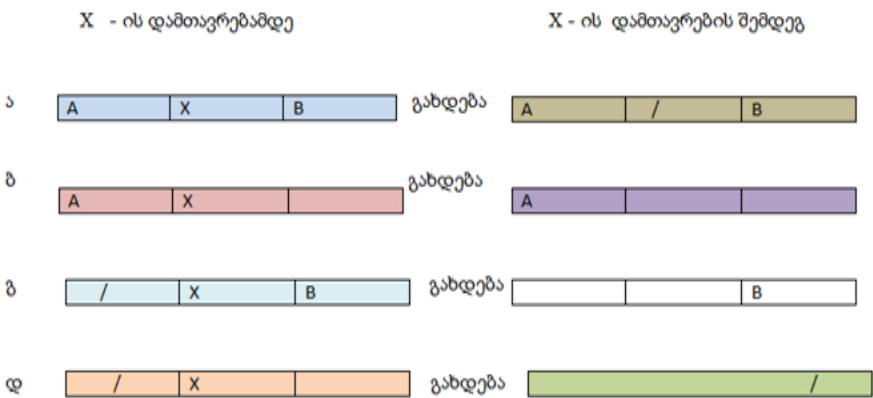 X - ის დამთავრებამდე X - ის დამთავრების შემდეგ
ა A X B გახდება A / B
ბ A X გახდება A
გ / X B გახდება B
დ / X გახდება /